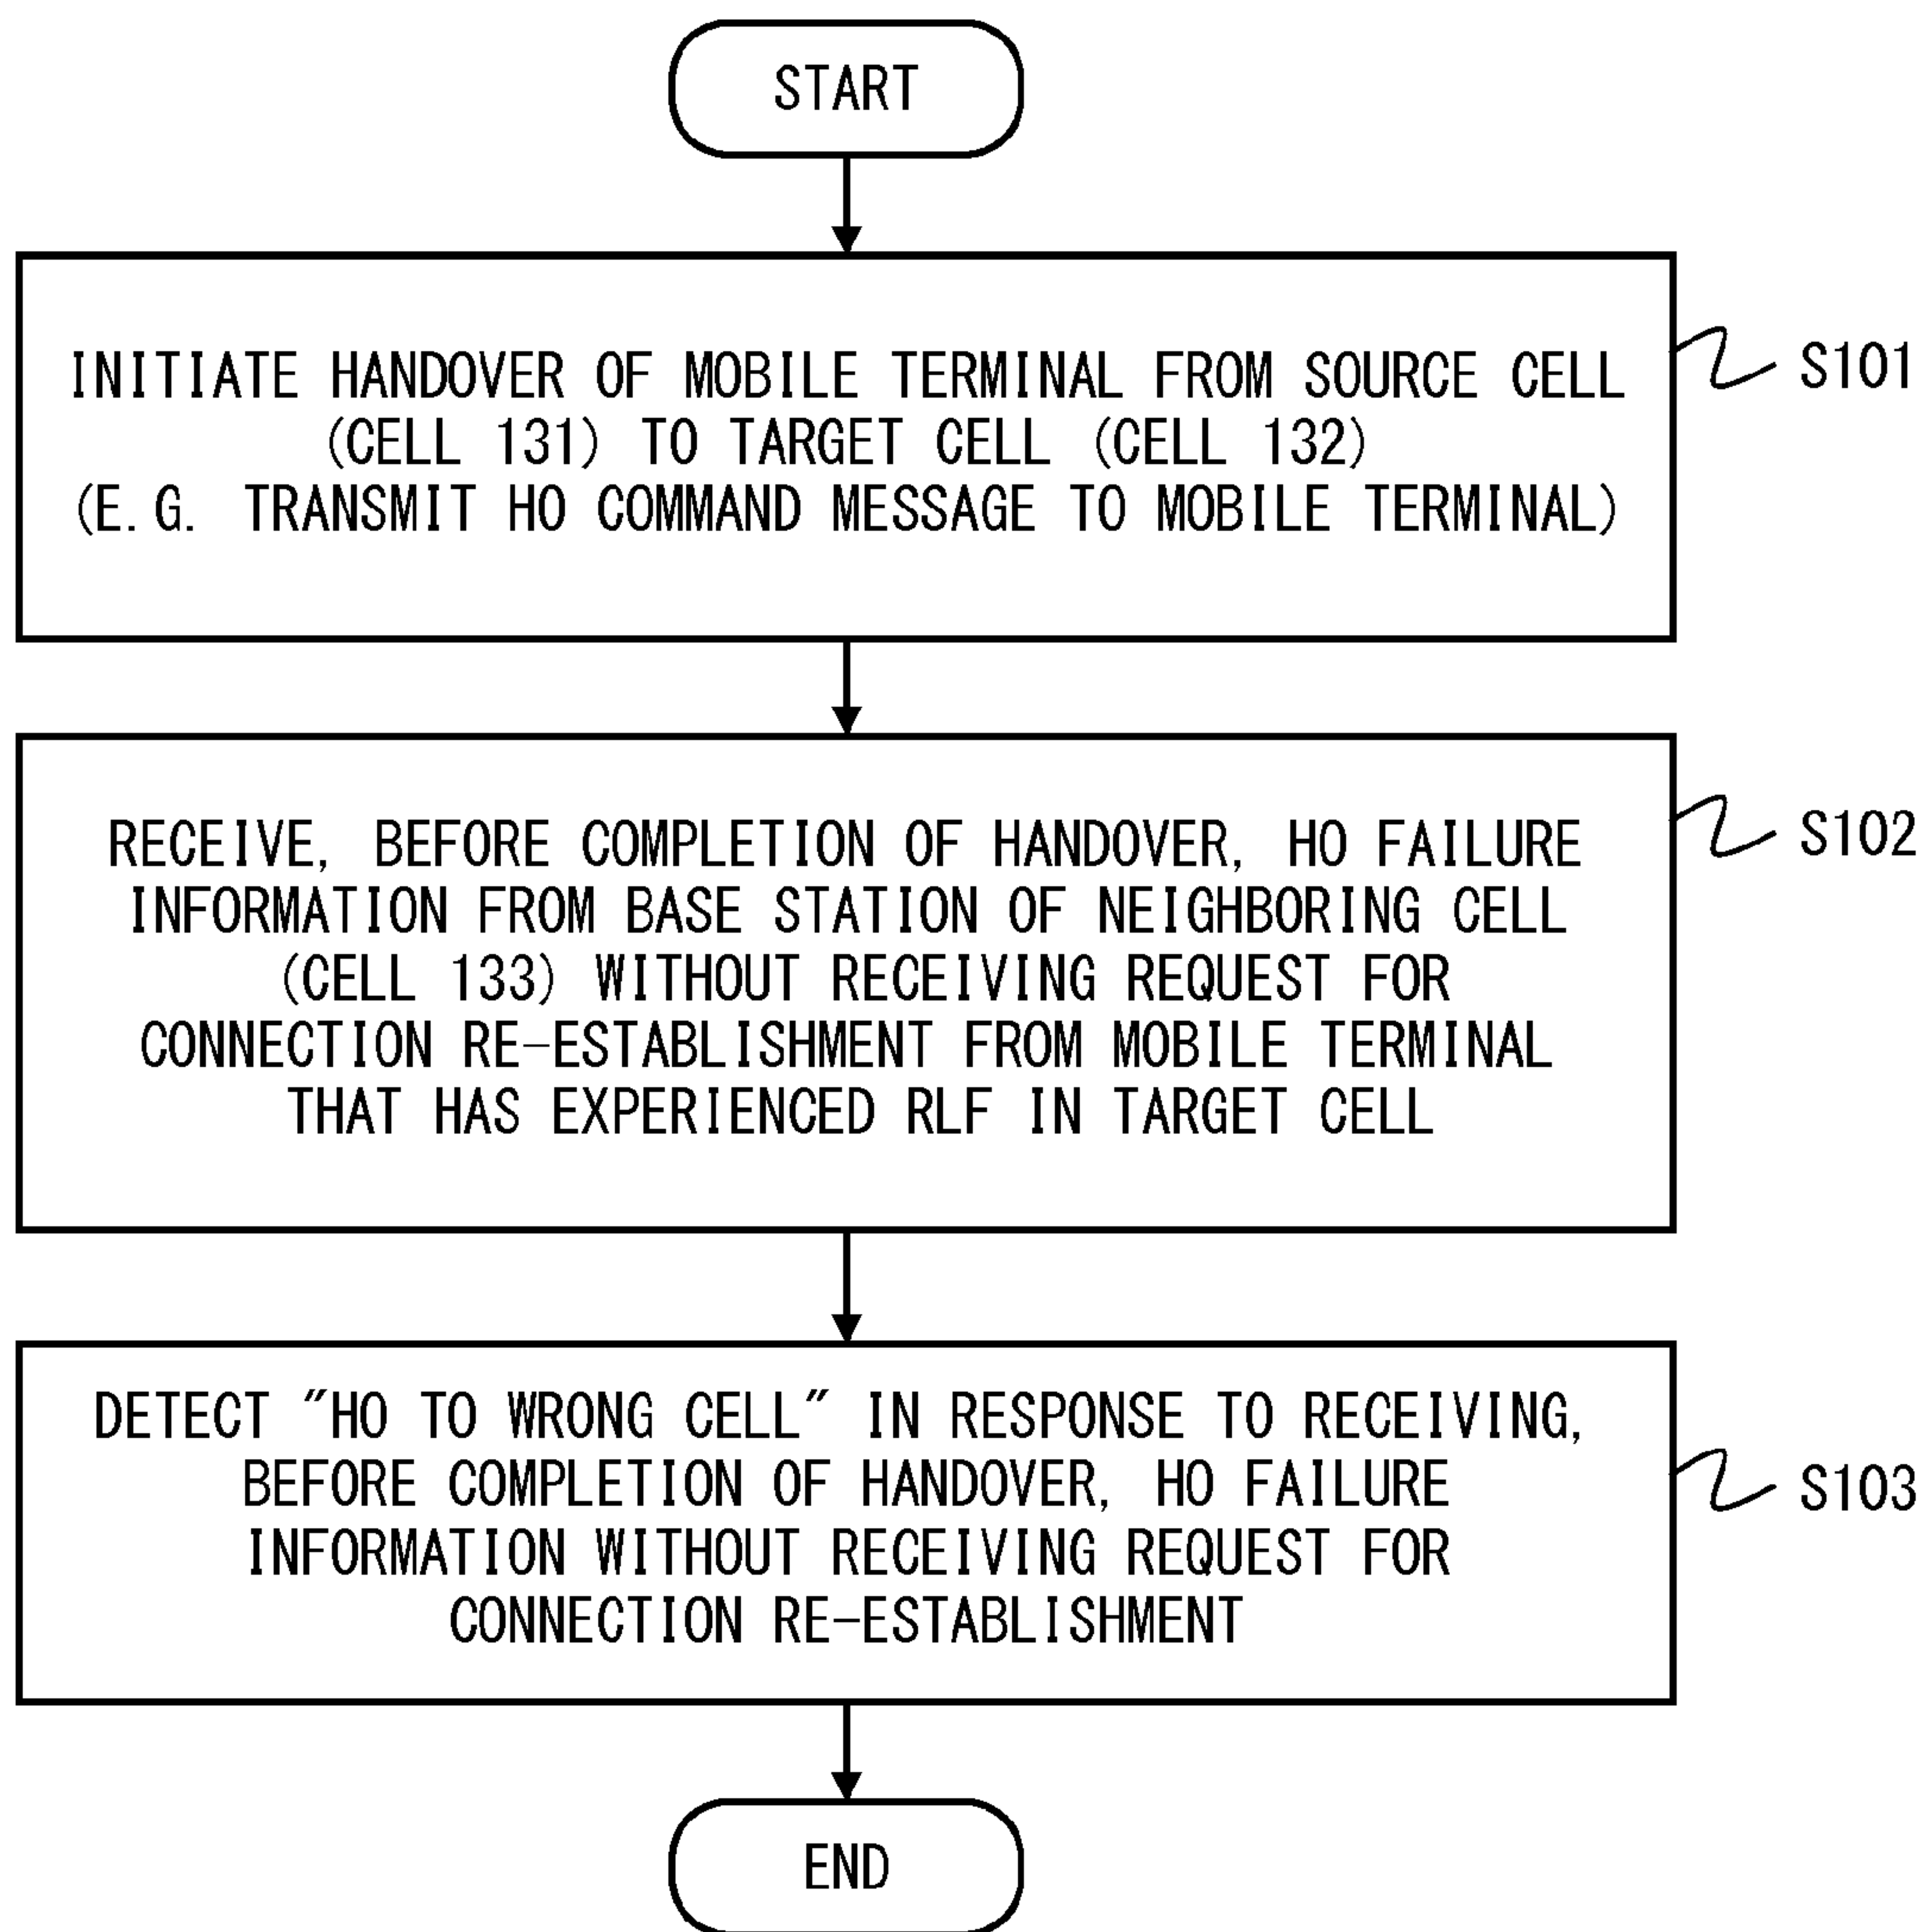 START
INITIATE HANDOVER OF MOBILE TERMINAL FROM SOURCE CELL
(CELL 131) TO TARGET CELL (CELL 132)
(E.G. TRANSMIT HO COMMAND MESSAGE TO MOBILE TERMINAL)
S101
RECEIVE, BEFORE COMPLETION OF HANDOVER, HO FAILURE
INFORMATION FROM BASE STATION OF NEIGHBORING CELL
(CELL 133) WITHOUT RECEIVING REQUEST FOR
CONNECTION RE-ESTABLISHMENT FROM MOBILE TERMINAL
THAT HAS EXPERIENCED RLF IN TARGET CELL
S102
DETECT "HO TO WRONG CELL" IN RESPONSE TO RECEIVING,
BEFORE COMPLETION OF HANDOVER, HO FAILURE
INFORMATION WITHOUT RECEIVING REQUEST FOR
CONNECTION RE-ESTABLISHMENT
S103
END